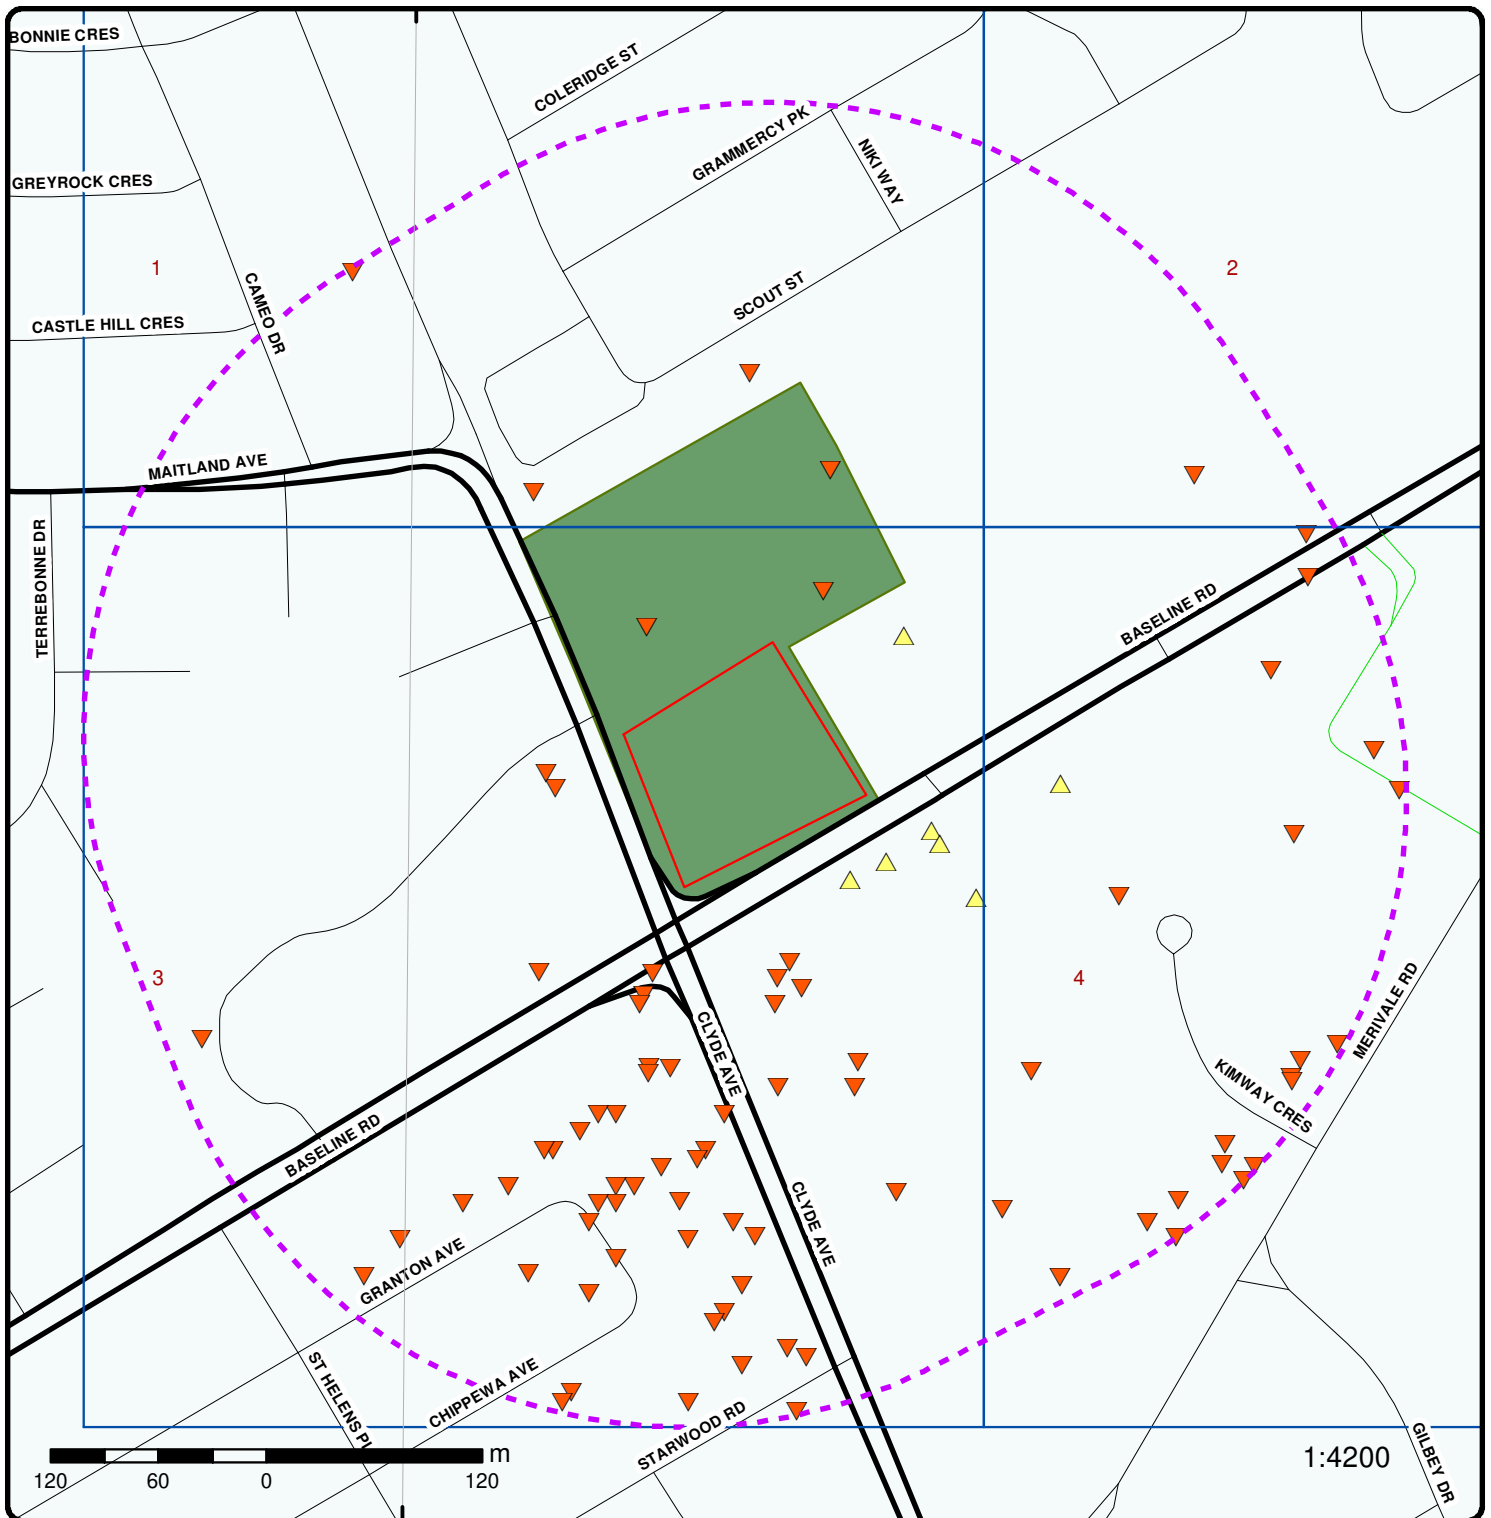 BONNIE CRES
COLERIDGE ST
GRAMMERCY PK
NIKI WAY
GREYROCK CRES
1
2
CAMEO DR
SCOUT ST
CASTLE HILL CRES
MAITLAND AVE
TERREBONNE DR
BASELINE RD
3
4
MERIVALE RD
CLYDE AVE
KIMWAY CRES
BASELINE RD
CLYDE AVE
GRANTON AVE
ST HELENS PL
CHIPPEWA AVE
STARWOOD RD
GILBEY DR
m
1:4200
120 60 0 120